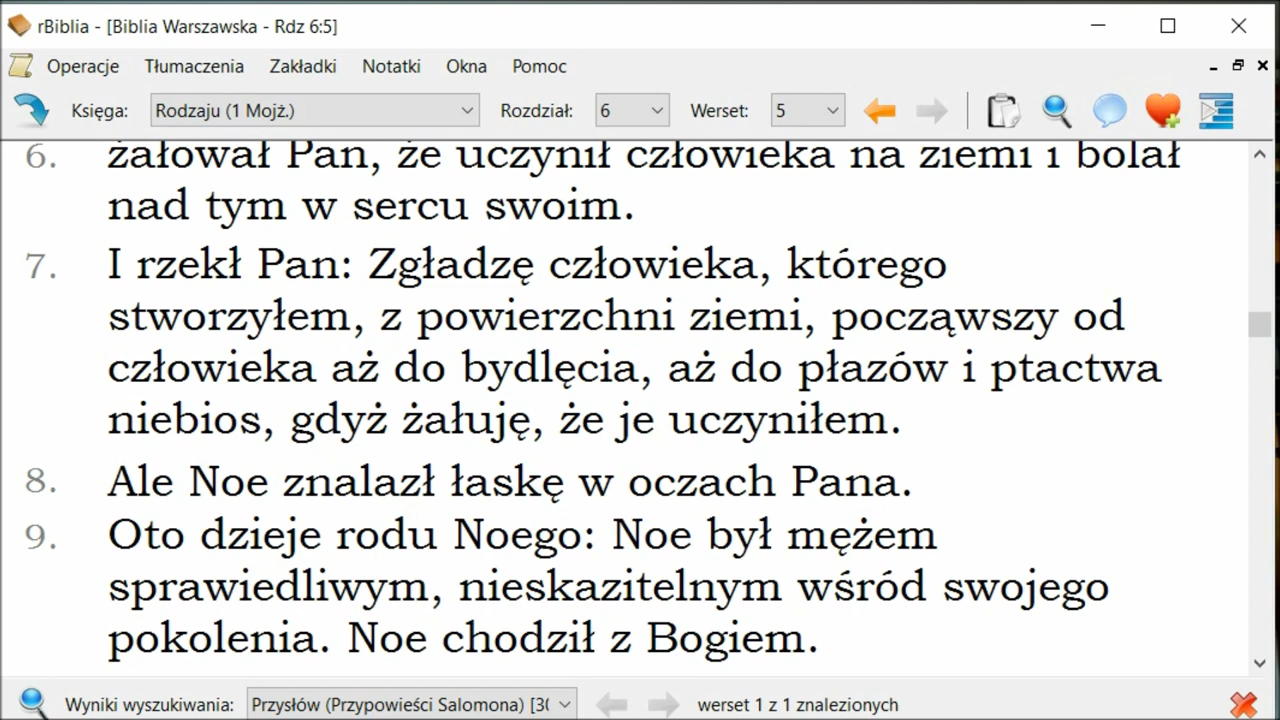 rBiblia - [Biblia Warszawska - Rdz 6:5]
Operacje Tłumaczenia Zakładki Notatki Okna Pomoc
Księga: Rodzaju (1 Mojż.) Rozdział: 6 Werset: 5
6. żałował Pan, że uczynił człowieka na ziemi i bolał
nad tym w sercu swoim.
7. I rzekł Pan: Zgładzę człowieka, którego
stworzyłem, z powierzchni ziemi, począwszy od
człowieka aż do bydlęcia, aż do płazów i ptactwa
niebios, gdyż żałuję, że je uczyniłem.
8. Ale Noe znalazł łaskę w oczach Pana.
9. Oto dzieje rodu Noego: Noe był mężem
sprawiedliwym, nieskazitelnym wśród swojego
pokolenia. Noe chodził z Bogiem.
Wyniki wyszukiwania: Przysłów (Przypowieści Salomona) [30 werset 1 z 1 znalezionych